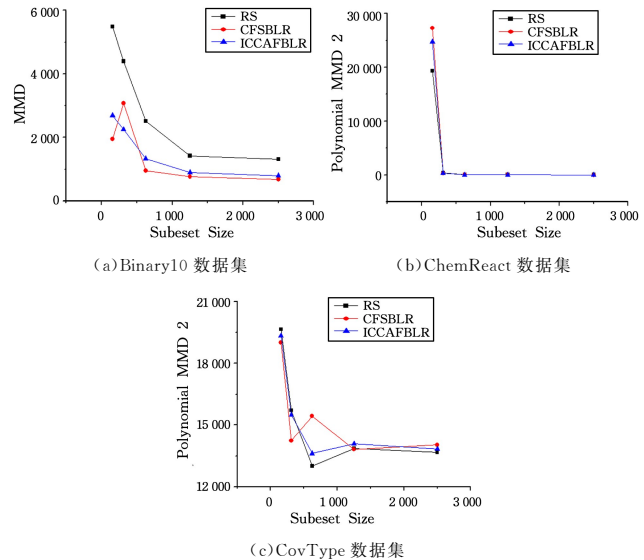 RS
CFSBLR
ICCAFBLR
MMD
6 000
4 000
2 000
0
0
1 000
2 000
3 000
Subeset Size
(a)Binary10 数据集
RS
CFSBLR
ICCAFBLR
Polynomial MMD 2
30 000
20 000
10 000
0
0
1 000
2 000
3 000
Subeset Size
(b)ChemReact 数据集
RS
CFSBLR
ICCAFBLR
Polynomial MMD 2
21 000
18 000
15 000
12 000
0
1 000
2 000
3 000
Subeset Size
(c)CovType 数据集